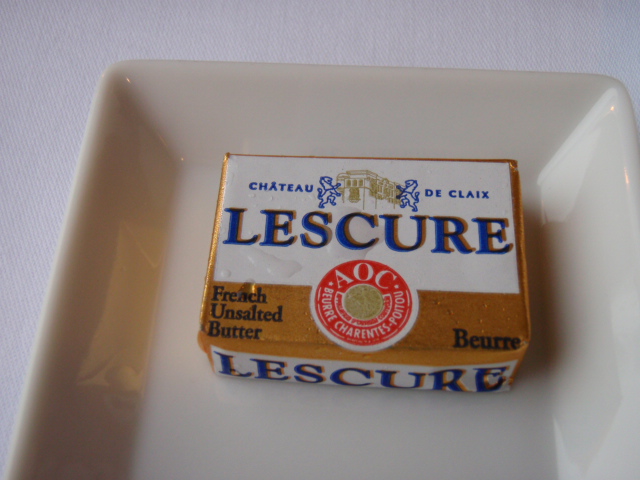 CHÂTEAU DE CLAIX
LESCURE
AOC
BEURRE CHARENTES-POITOU
French
Unsalted
Butter
Beurre
LESCURE